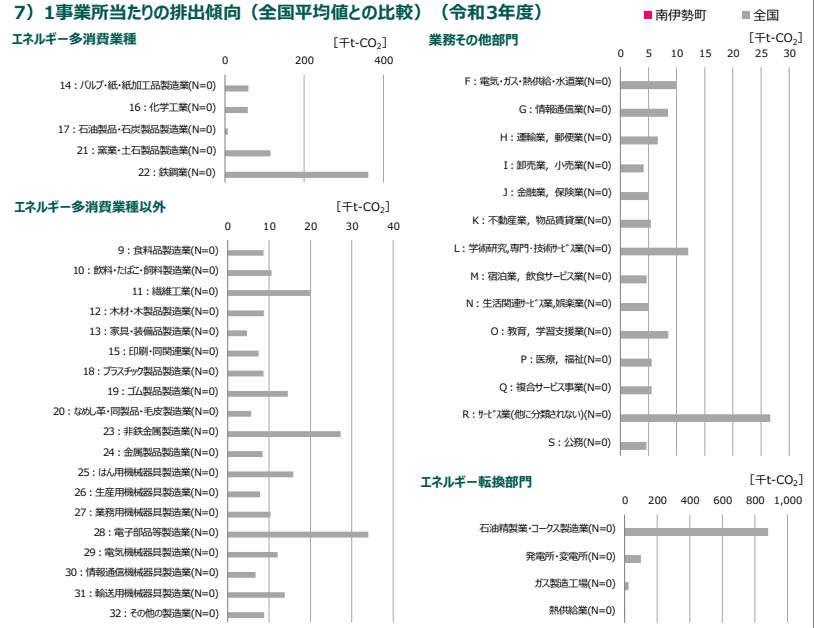 7）1事業所当たりの排出傾向（全国平均値との比較）（令和3年度）
■南伊勢町 ■全国
エネルギー多消費業種
[千t-CO₂]
0 200 400
14：パルプ・紙・紙加工品製造業(N=0)
16：化学工業(N=0)
17：石油製品・石炭製品製造業(N=0)
21：窯業・土石製品製造業(N=0)
22：鉄鋼業(N=0)
エネルギー多消費業種以外
[千t-CO₂]
0 10 20 30 40
9：食料品製造業(N=0)
10：飲料・たばこ・飼料製造業(N=0)
11：繊維工業(N=0)
12：木材・木製品製造業(N=0)
13：家具・装備品製造業(N=0)
15：印刷・同関連業(N=0)
18：プラスチック製品製造業(N=0)
19：ゴム製品製造業(N=0)
20：なめし革・同製品・毛皮製造業(N=0)
23：非鉄金属製造業(N=0)
24：金属製品製造業(N=0)
25：はん用機械器具製造業(N=0)
26：生産用機械器具製造業(N=0)
27：業務用機械器具製造業(N=0)
28：電子部品等製造業(N=0)
29：電気機械器具製造業(N=0)
30：情報通信機械器具製造業(N=0)
31：輸送用機械器具製造業(N=0)
32：その他の製造業(N=0)
業務その他部門
[千t-CO₂]
0 5 10 15 20 25 30
F：電気・ガス・熱供給・水道業(N=0)
G：情報通信業(N=0)
H：運輸業，郵便業(N=0)
I：卸売業，小売業(N=0)
J：金融業，保険業(N=0)
K：不動産業，物品賃貸業(N=0)
L：学術研究,専門・技術ｻｰﾋﾞｽ業(N=0)
M：宿泊業，飲食サービス業(N=0)
N：生活関連ｻｰﾋﾞｽ業,娯楽業(N=0)
O：教育，学習支援業(N=0)
P：医療，福祉(N=0)
Q：複合サービス事業(N=0)
R：ｻｰﾋﾞｽ業(他に分類されない)(N=0)
S：公務(N=0)
エネルギー転換部門
[千t-CO₂]
0 200 400 600 800 1,000
石油精製業・コークス製造業(N=0)
発電所・変電所(N=0)
ガス製造工場(N=0)
熱供給業(N=0)